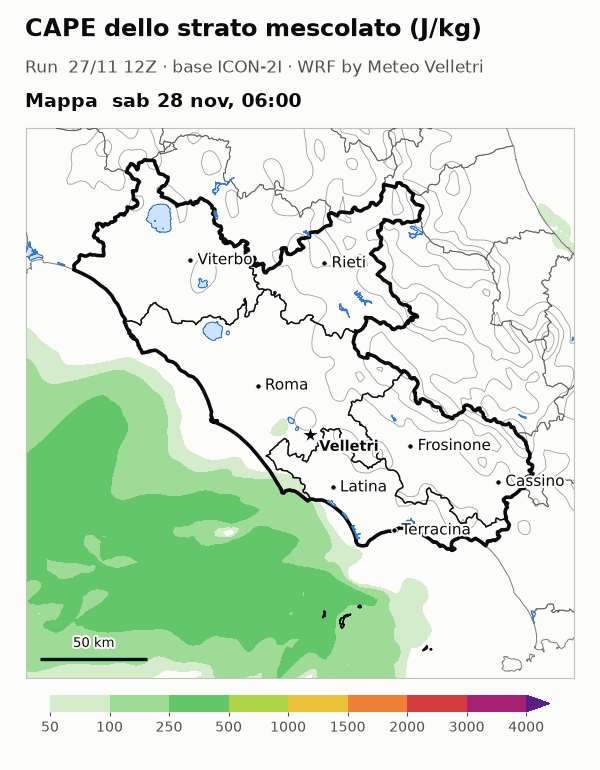 CAPE dello strato mescolato (J/kg)
Run  27/11 12Z · base ICON-2I · WRF by Meteo Velletri
Mappa  sab 28 nov, 06:00
Viterbo
Rieti
Roma
Velletri
Frosinone
Cassino
Latina
Terracina
50 km
50 100 250 500 1000 1500 2000 3000 4000